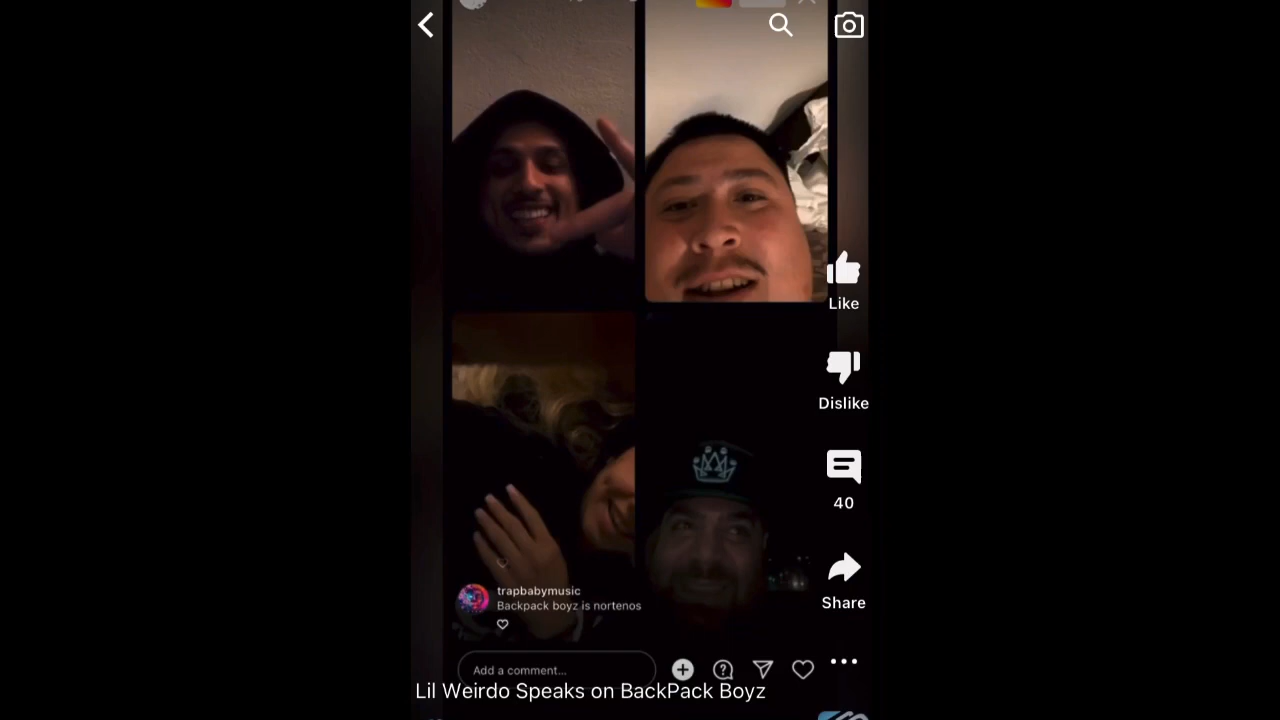 Like
Dislike
40
trapbabymusic
Backpack boyz is nortenos
Share
Add a comment...
Lil Weirdo Speaks on BackPack Boyz